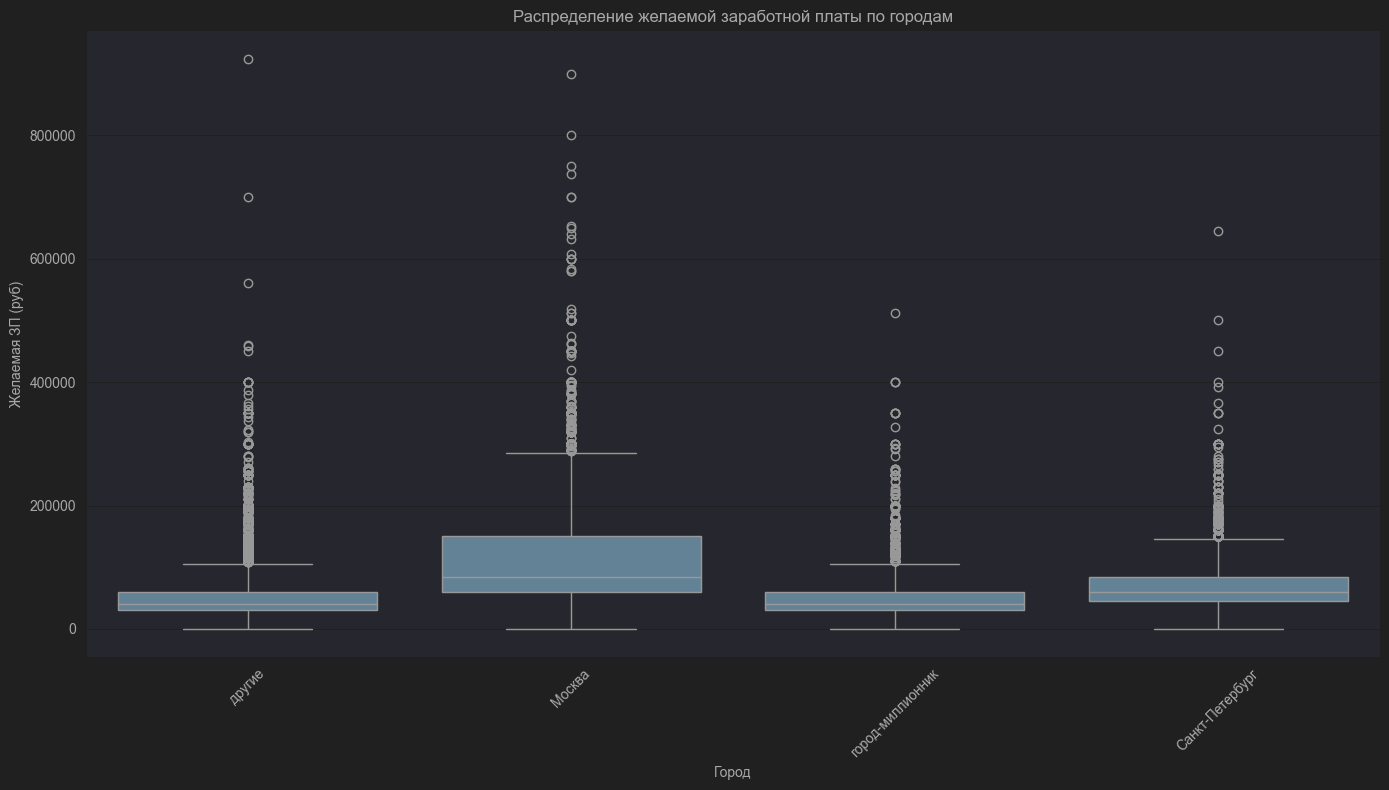 Распределение желаемой заработной платы по городам
Желаемая ЗП (руб)
800000
600000
400000
200000
0
другие
Москва
город-миллионник
Санкт-Петербург
Город